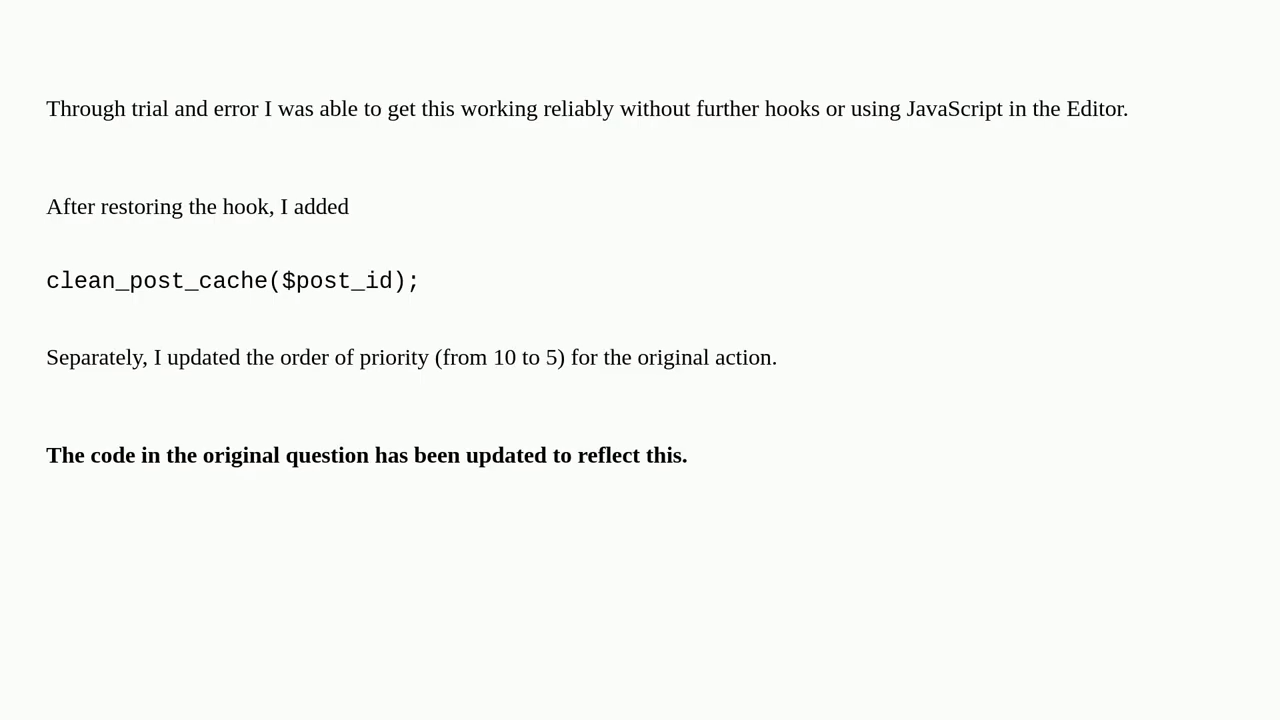 Through trial and error I was able to get this working reliably without further hooks or using JavaScript in the Editor.
After restoring the hook, I added
clean_post_cache($post_id);
Separately, I updated the order of priority (from 10 to 5) for the original action.
The code in the original question has been updated to reflect this.